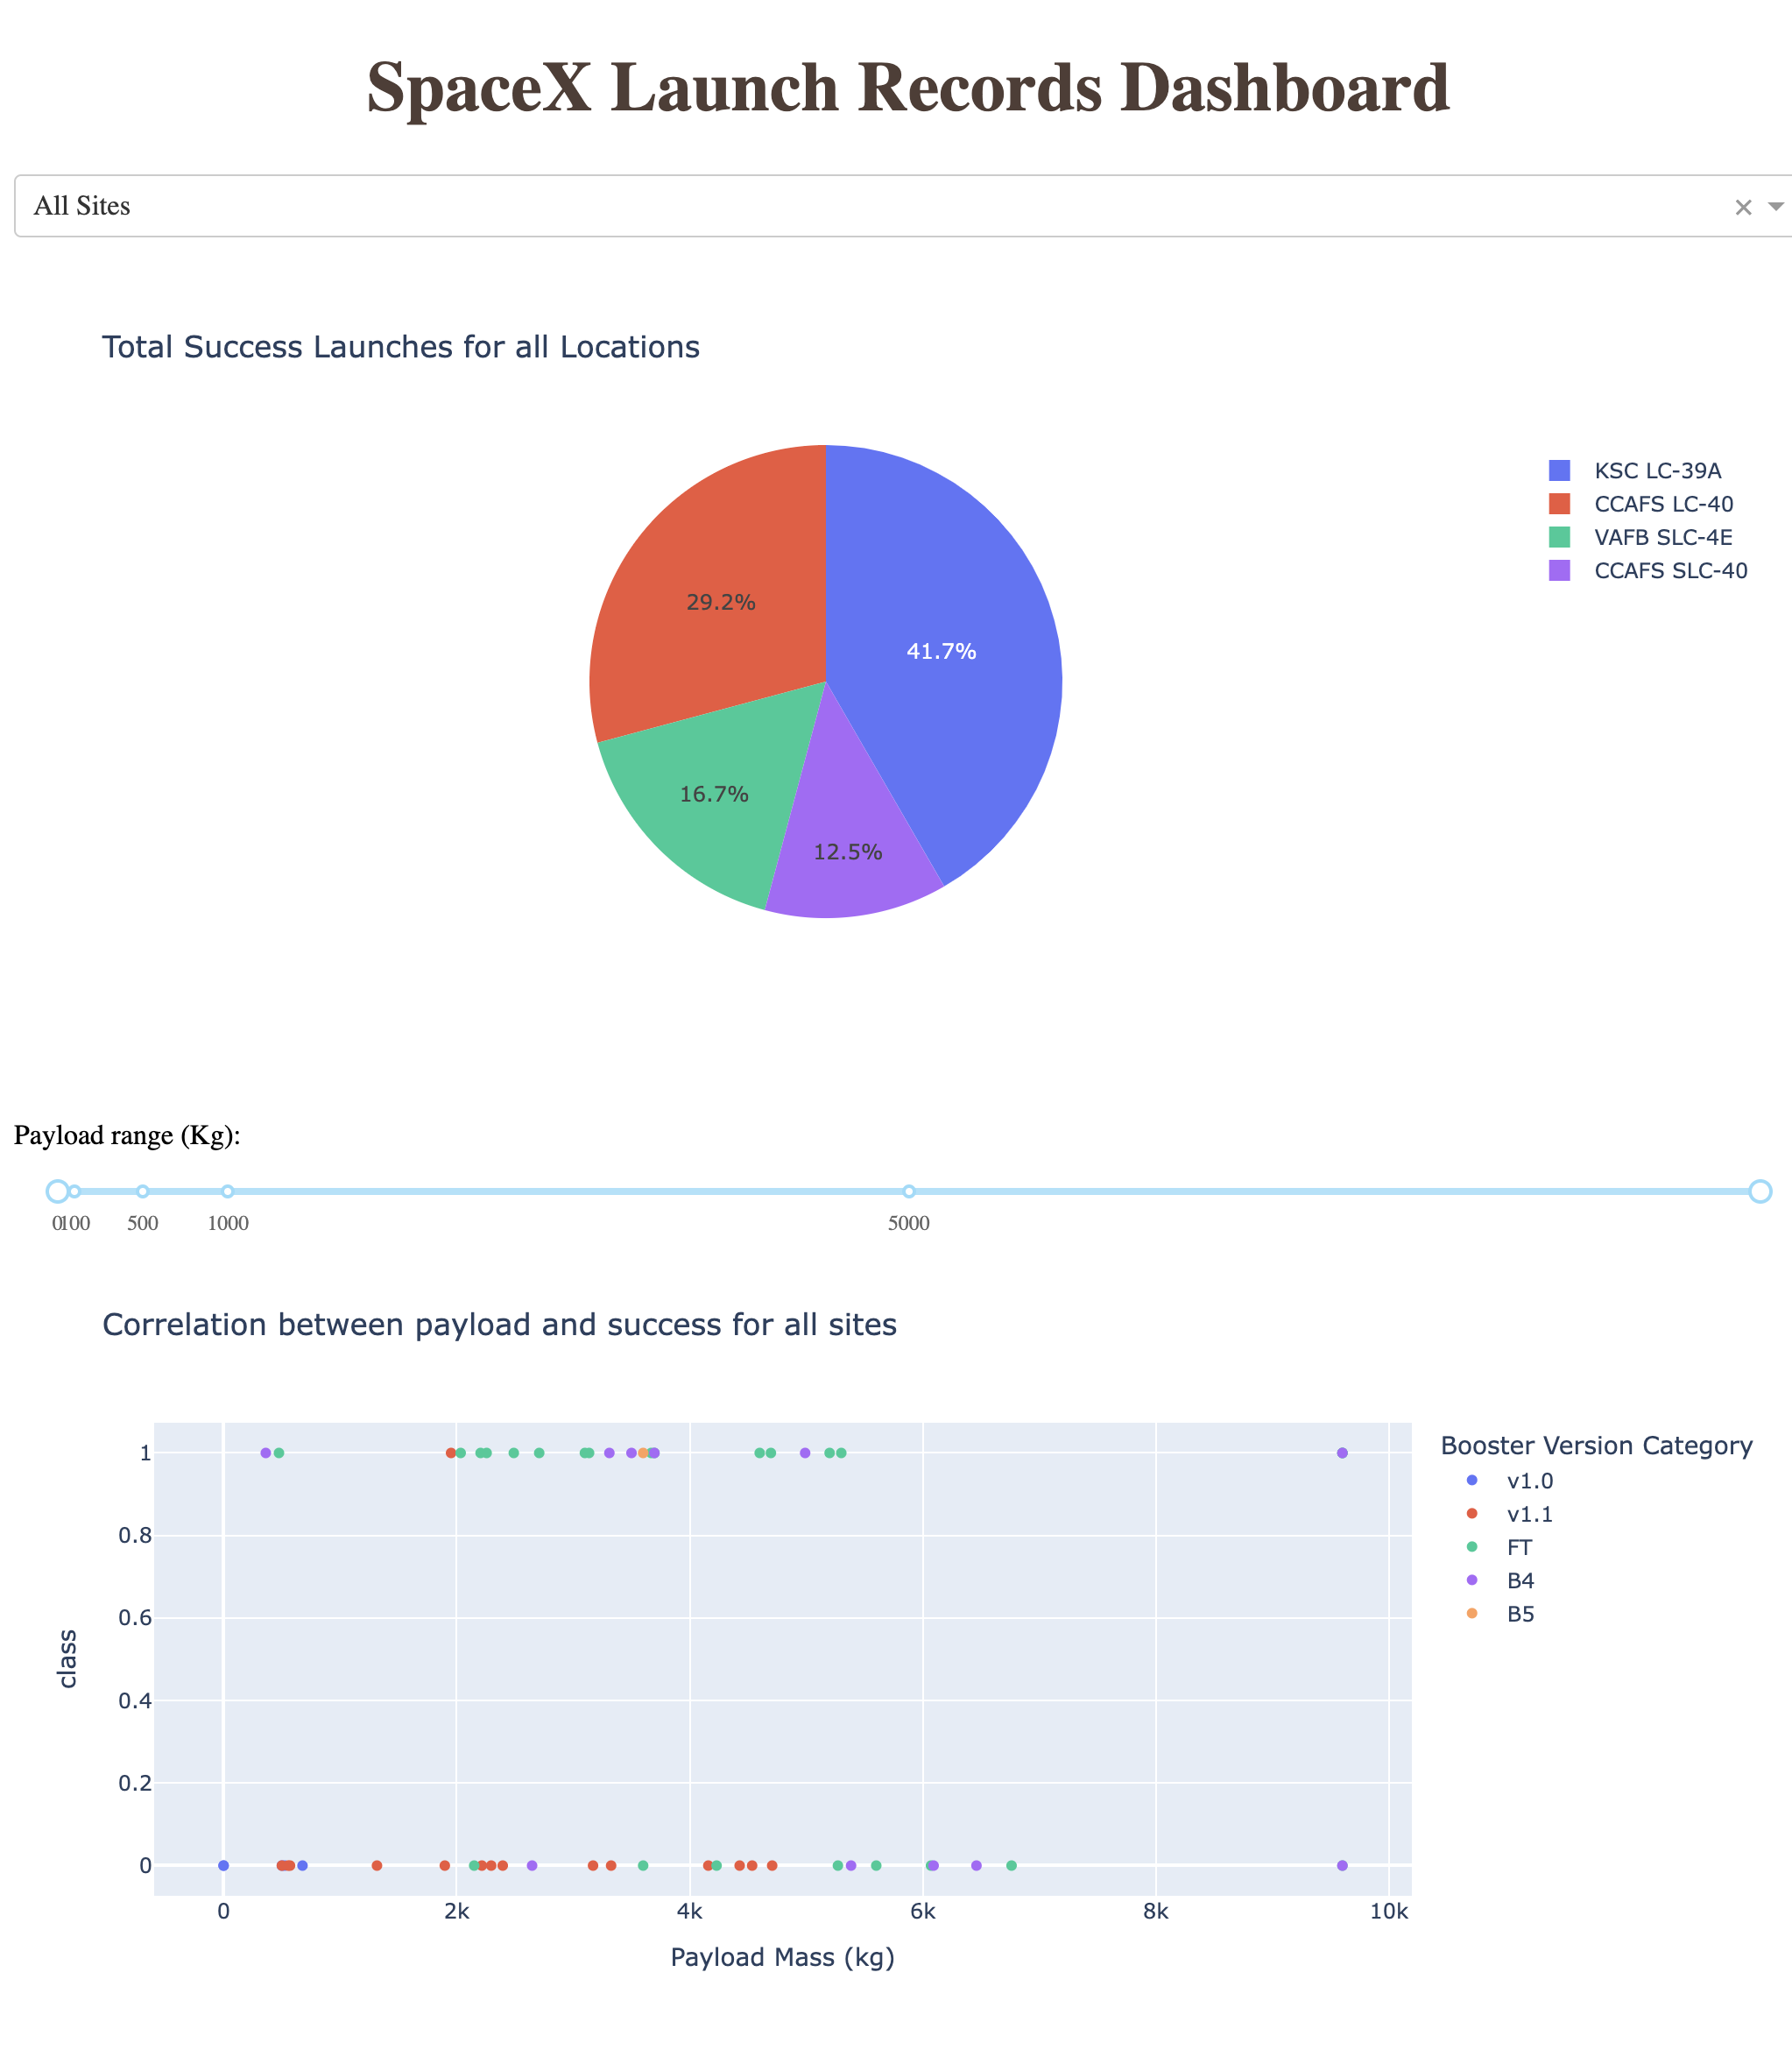 SpaceX Launch Records Dashboard
All Sites
Total Success Launches for all Locations
KSC LC-39A
CCAFS LC-40
VAFB SLC-4E
CCAFS SLC-40
29.2%
41.7%
16.7%
12.5%
Payload range (Kg):
0 100 500 1000 5000
Correlation between payload and success for all sites
Booster Version Category
v1.0
v1.1
FT
B4
B5
1
0.8
0.6
0.4
0.2
0
class
0 2k 4k 6k 8k 10k
Payload Mass (kg)